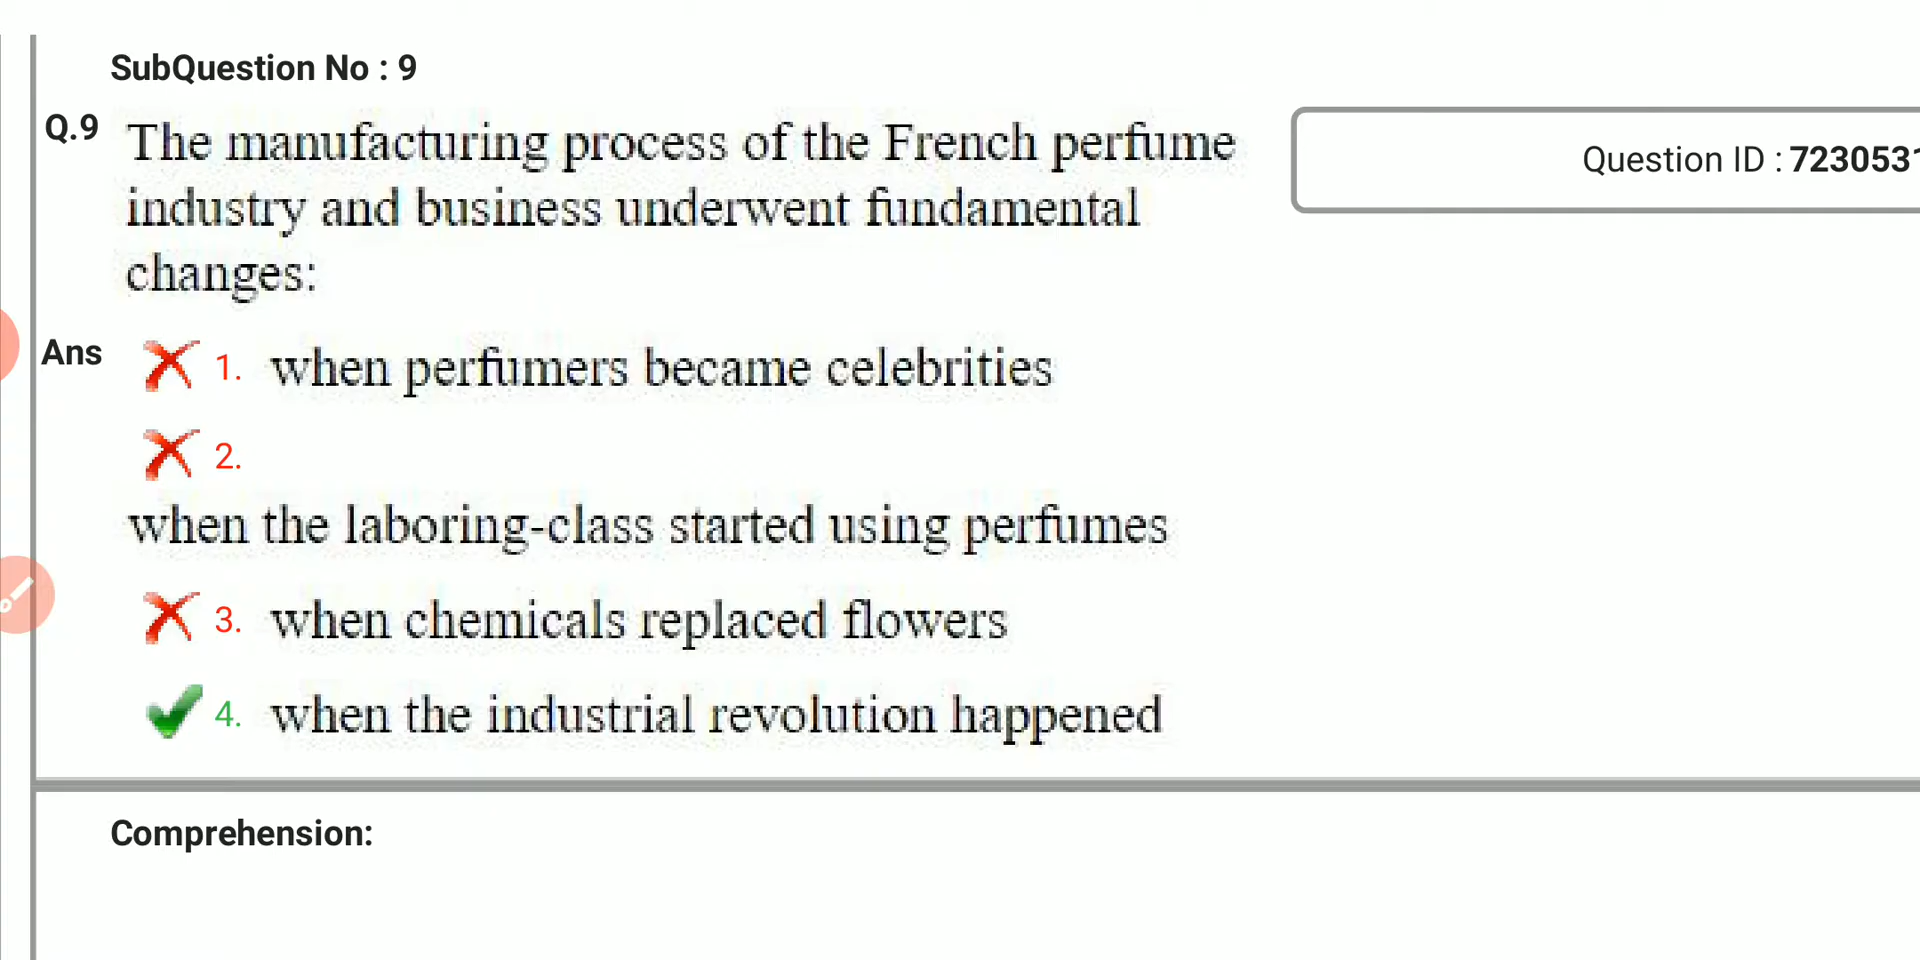 SubQuestion No : 9
Q.9 The manufacturing process of the French perfume
industry and business underwent fundamental
changes:
Question ID : 7230531
Ans 1. when perfumers became celebrities
2.
when the laboring-class started using perfumes
3. when chemicals replaced flowers
4. when the industrial revolution happened
Comprehension: